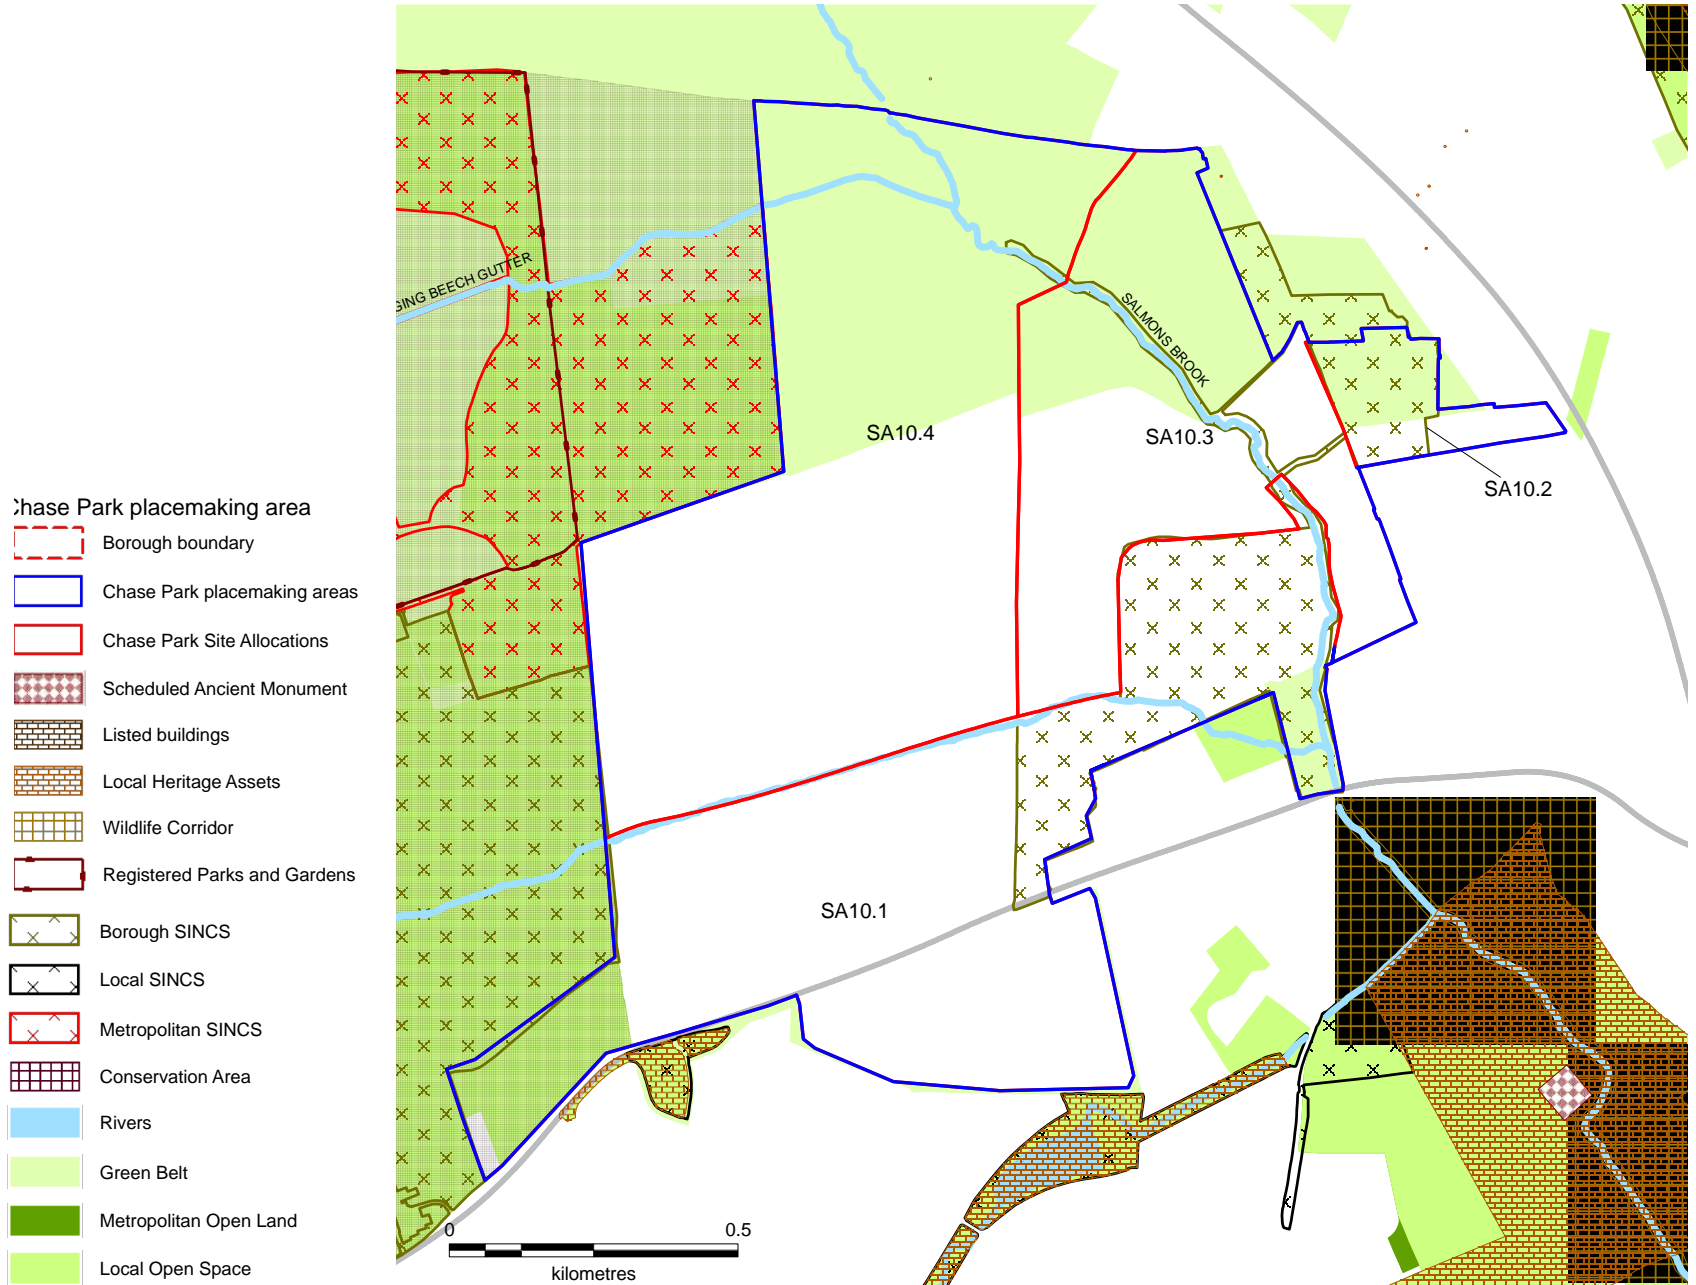 Chase Park placemaking area
Borough boundary
Chase Park placemaking areas
Chase Park Site Allocations
Scheduled Ancient Monument
Listed buildings
Local Heritage Assets
Wildlife Corridor
Registered Parks and Gardens
Borough SINCS
Local SINCS
Metropolitan SINCS
Conservation Area
Rivers
Green Belt
Metropolitan Open Land
Local Open Space
GING BEECH GUTTER
SALMONS BROOK
SA10.4
SA10.3
SA10.2
SA10.1
0 0.5
kilometres